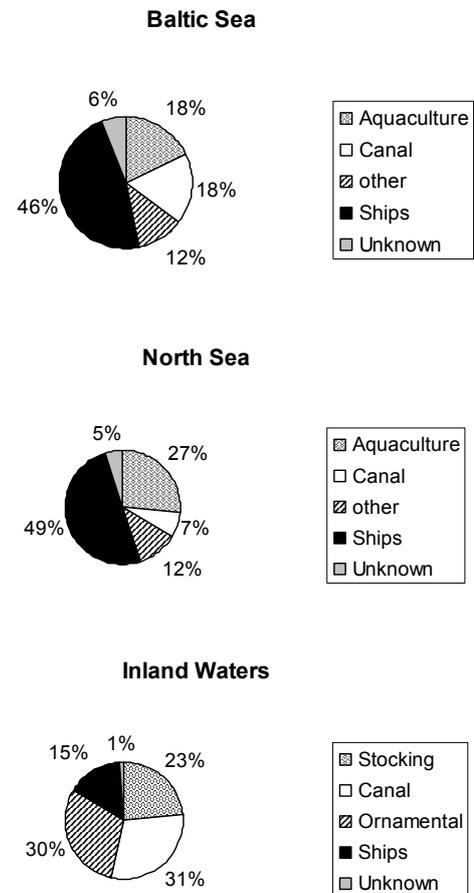 Baltic Sea
6%
18%
46%
18%
12%
Aquaculture
Canal
other
Ships
Unknown
North Sea
5%
27%
49%
7%
12%
Aquaculture
Canal
other
Ships
Unknown
Inland Waters
15%
1%
23%
30%
31%
Stocking
Canal
Ornamental
Ships
Unknown